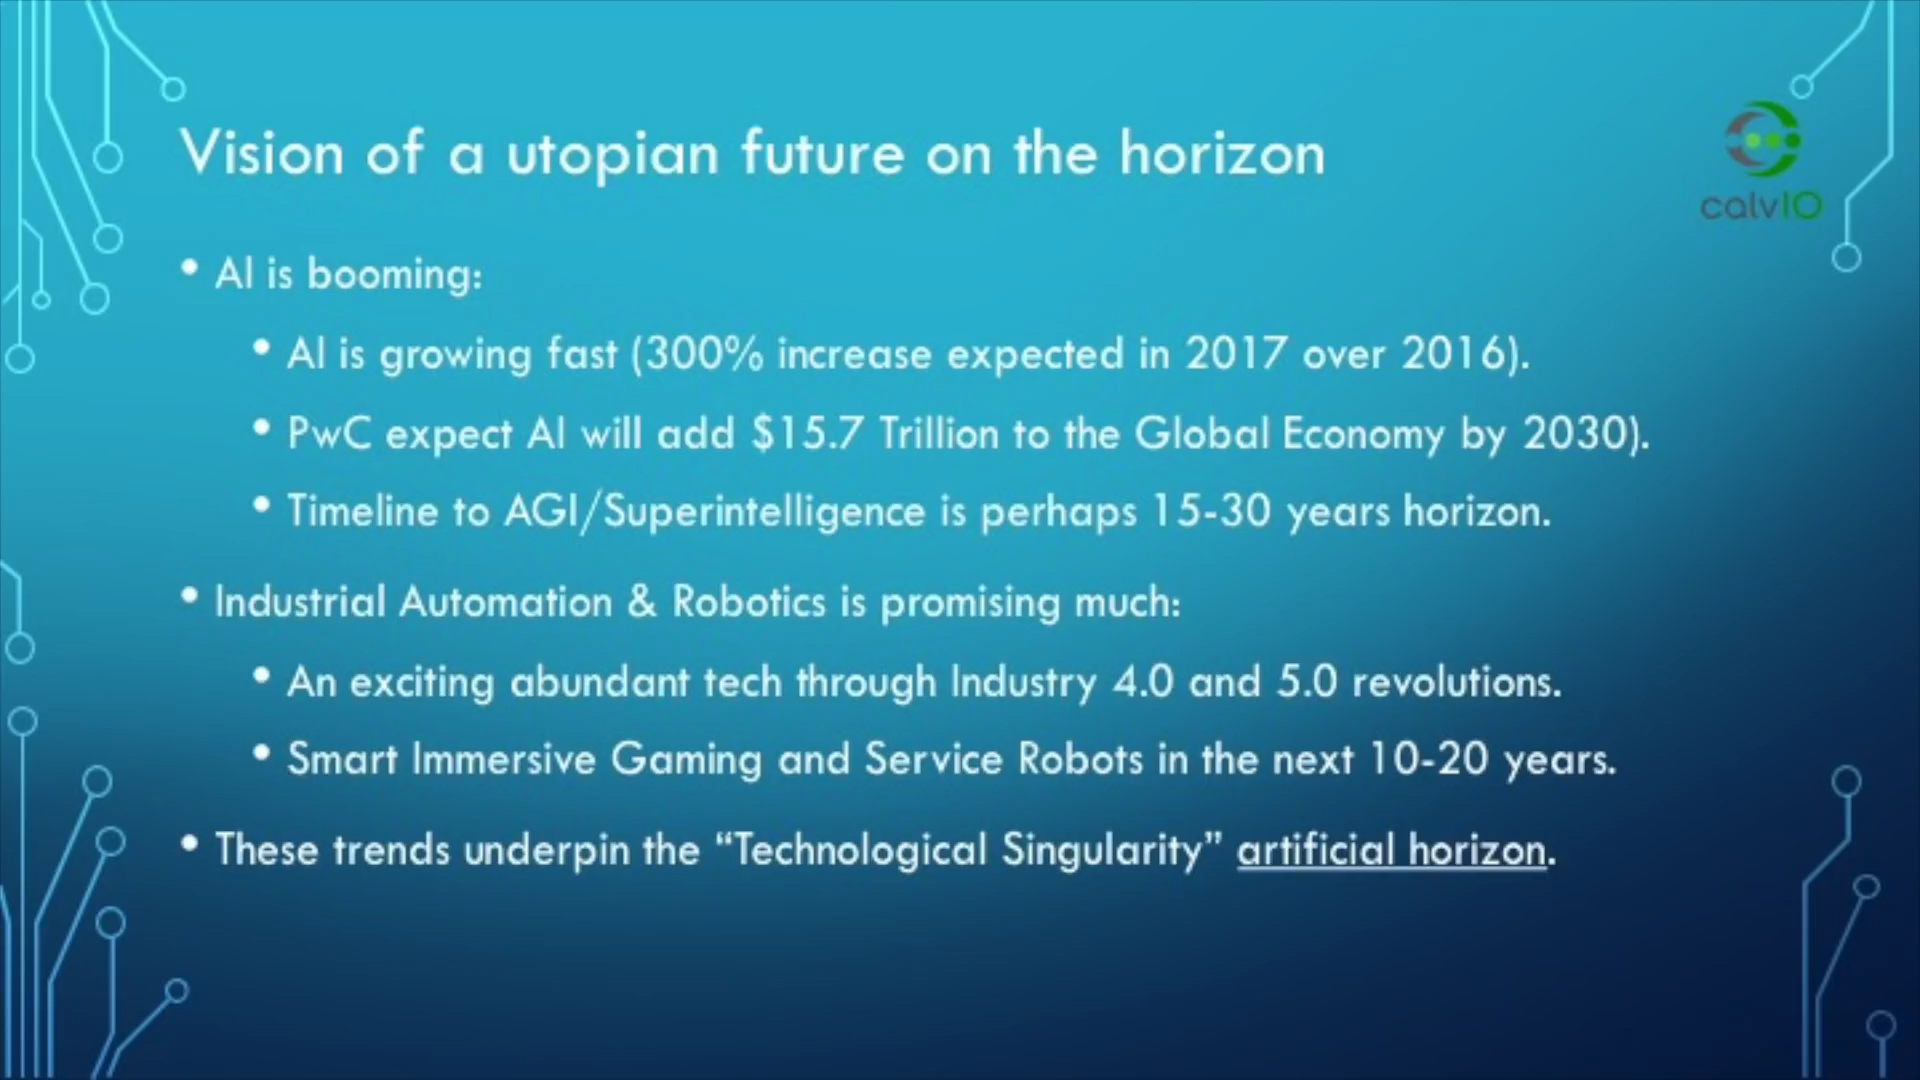 Vision of a utopian future on the horizon
calvIO
• AI is booming:
• AI is growing fast (300% increase expected in 2017 over 2016).
• PwC expect AI will add $15.7 Trillion to the Global Economy by 2030).
• Timeline to AGI/Superintelligence is perhaps 15-30 years horizon.
• Industrial Automation & Robotics is promising much:
• An exciting abundant tech through Industry 4.0 and 5.0 revolutions.
• Smart Immersive Gaming and Service Robots in the next 10-20 years.
• These trends underpin the “Technological Singularity” artificial horizon.